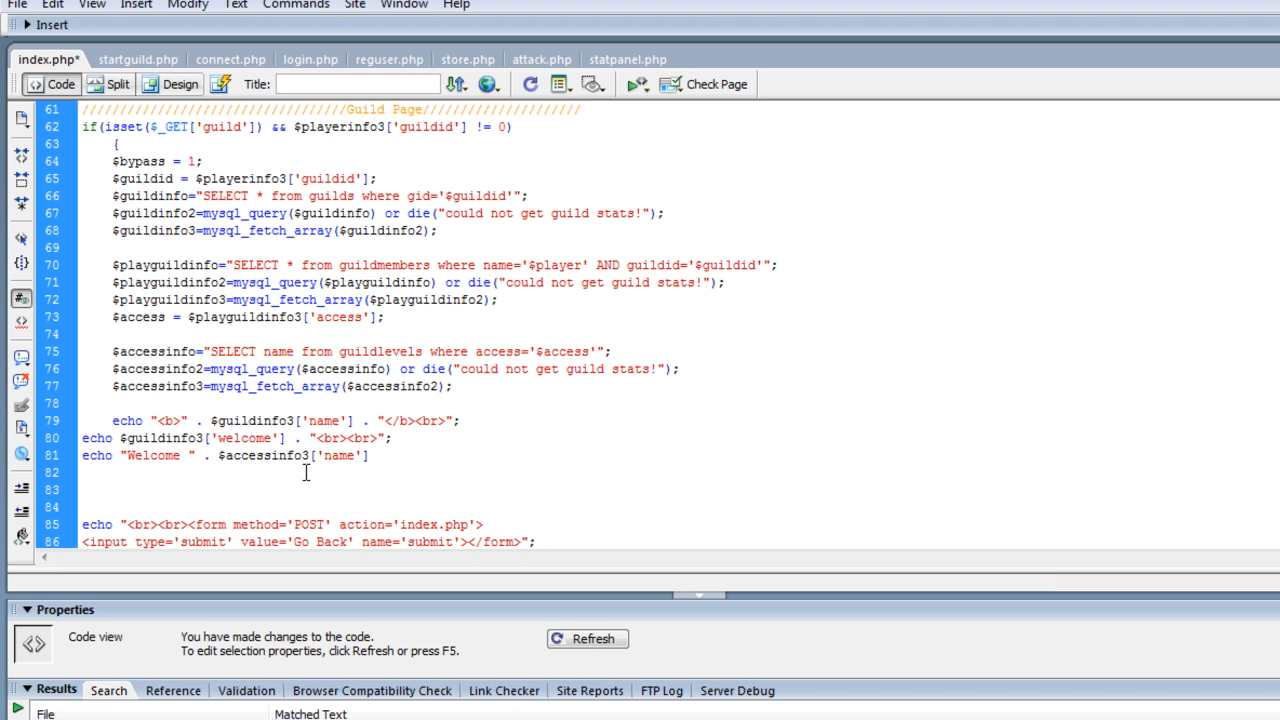 File Edit View Insert Modify Text Commands Site Window Help
Insert
index.php* startguild.php connect.php login.php reguser.php store.php attack.php statpanel.php
Code Split Design Title: Check Page
61 ///////////////////////////////////Guild Page/////////////////////
62 if(isset($_GET['guild']) && $playerinfo3['guildid'] != 0)
63 {
64 $bypass = 1;
65 $guildid = $playerinfo3['guildid'];
66 $guildinfo="SELECT * from guilds where gid='$guildid'";
67 $guildinfo2=mysql_query($guildinfo) or die("could not get guild stats!");
68 $guildinfo3=mysql_fetch_array($guildinfo2);
69
70 $playguildinfo="SELECT * from guildmembers where name='$player' AND guildid='$guildid'";
71 $playguildinfo2=mysql_query($playguildinfo) or die("could not get guild stats!");
72 $playguildinfo3=mysql_fetch_array($playguildinfo2);
73 $access = $playguildinfo3['access'];
74
75 $accessinfo="SELECT name from guildlevels where access='$access'";
76 $accessinfo2=mysql_query($accessinfo) or die("could not get guild stats!");
77 $accessinfo3=mysql_fetch_array($accessinfo2);
78
79 echo "<b>" . $guildinfo3['name'] . "</b><br>";
80 echo $guildinfo3['welcome'] . "<br><br>";
81 echo "Welcome " . $accessinfo3['name']
82
83
84
85 echo "<br><br><form method='POST' action='index.php'>
86 <input type='submit' value='Go Back' name='submit'></form>";
Properties
Code view You have made changes to the code. Refresh
To edit selection properties, click Refresh or press F5.
Results Search Reference Validation Browser Compatibility Check Link Checker Site Reports FTP Log Server Debug
File Matched Text